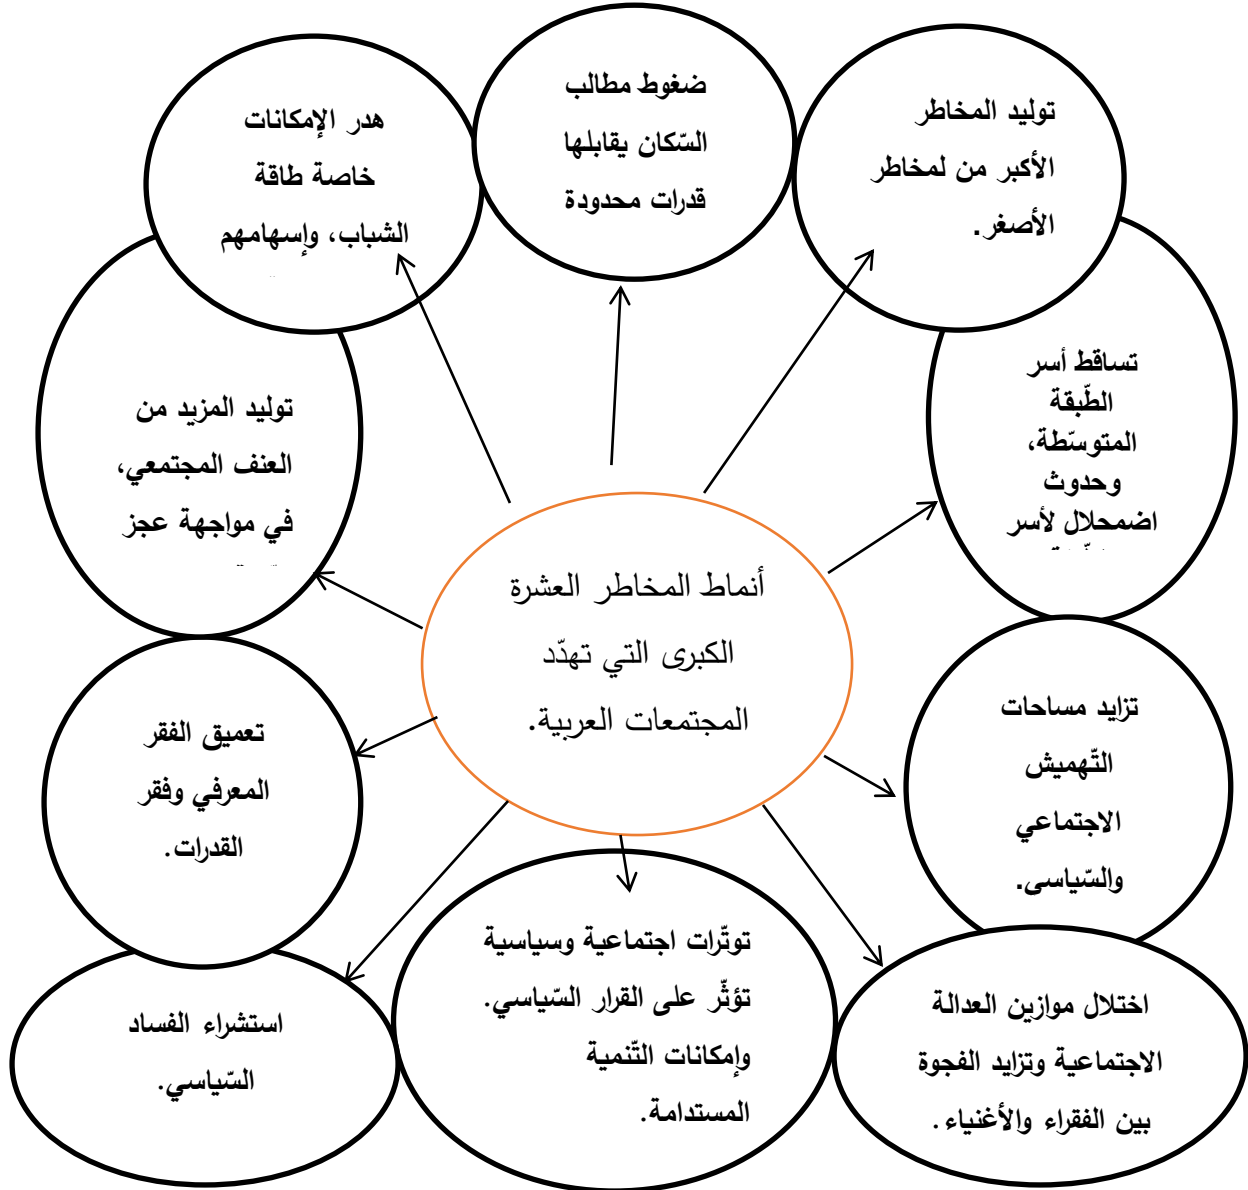 ضغوط مطالب
السّكان يقابلها
قدرات محدودة
توليد المخاطر
الأكبر من لمخاطر
الأصغر.
هدر الإمكانات
خاصة طاقة
الشباب، وإسهامهم
تساقط أسر
الطّبقة
المتوسّطة،
وحدوث
اضمحلال لأسر
توليد المزيد من
العنف المجتمعي،
في مواجهة عجز
أنماط المخاطر العشرة
الكبرى التي تهدّد
المجتمعات العربية.
تزايد مساحات
التّهميش
الاجتماعي
والسّياسى.
تعميق الفقر
المعرفي وفقر
القدرات.
توتّرات اجتماعية وسياسية
تؤثّر على القرار السّياسي.
وإمكانات التّنمية
المستدامة.
اختلال موازين العدالة
الاجتماعية وتزايد الفجوة
بين الفقراء والأغنياء.
استشراء الفساد
السّياسي.